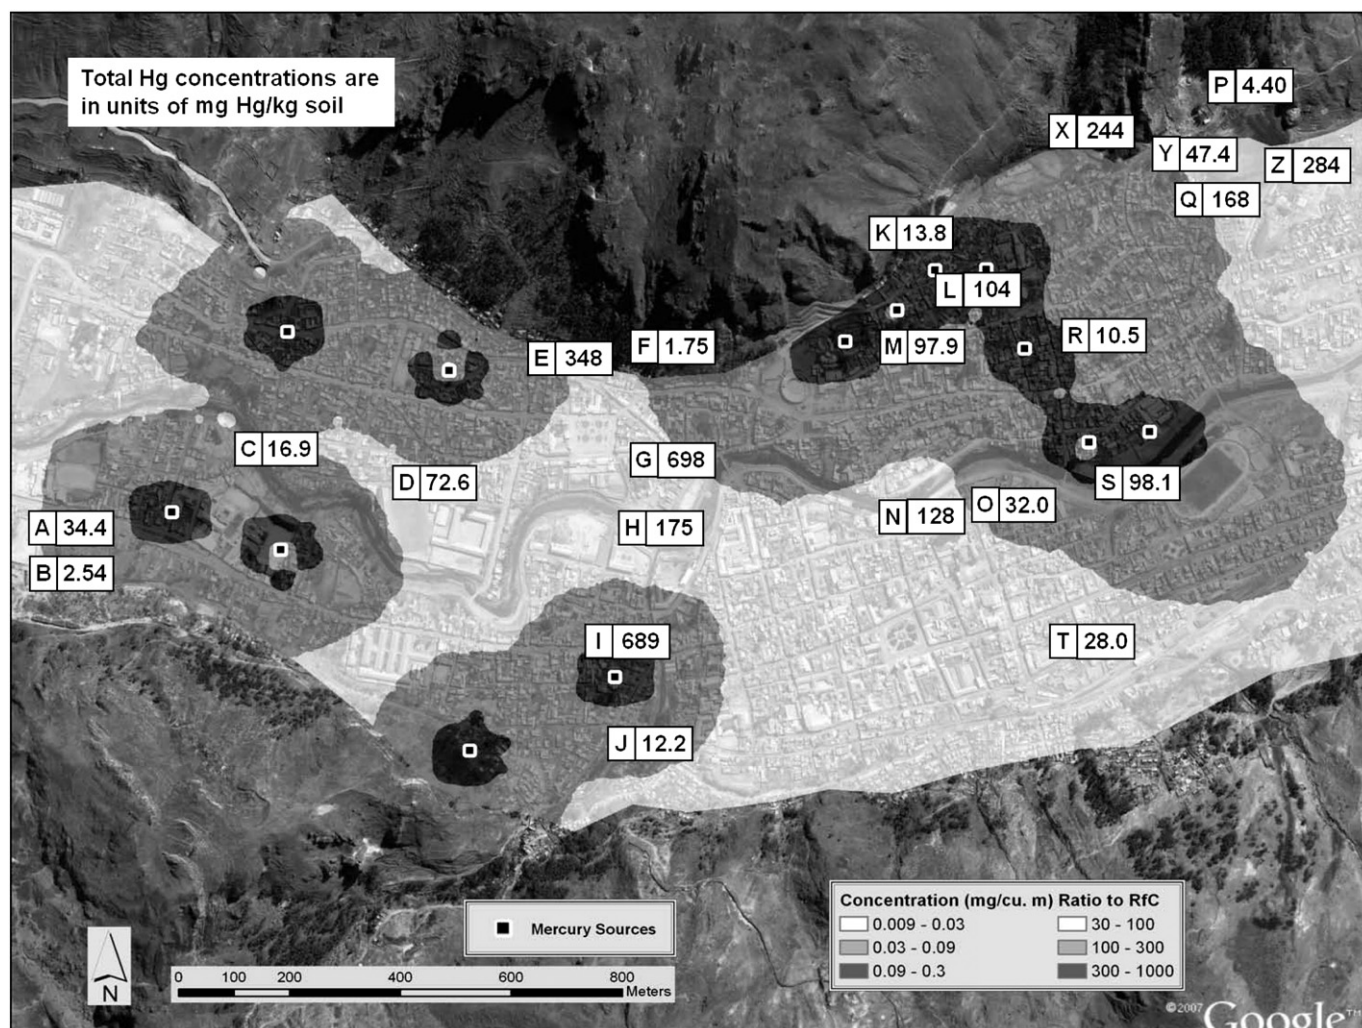 Total Hg concentrations are
in units of mg Hg/kg soil
P 4.40
X 244
Y 47.4
Z 284
Q 168
K 13.8
L 104
E 348
F 1.75
M 97.9
R 10.5
C 16.9
G 698
D 72.6
S 98.1
A 34.4
H 175
N 128
O 32.0
B 2.54
I 689
T 28.0
J 12.2
Mercury Sources
Concentration (mg/cu. m) Ratio to RfC
0.009 - 0.03 30 - 100
0.03 - 0.09 100 - 300
0.09 - 0.3 300 - 1000
N
0 100 200 400 600 800
Meters
©2007 Google™